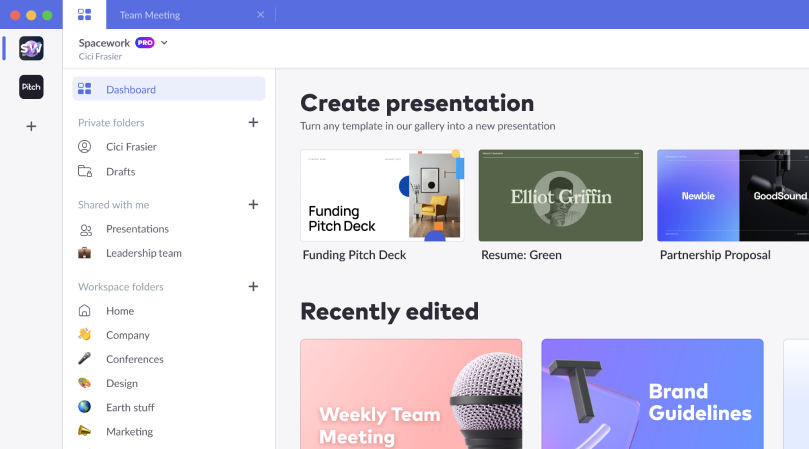 Team Meeting
SW
Spacework PRO
Cici Frasier
Pitch
Dashboard
Private folders
Cici Frasier
Drafts
Shared with me
Presentations
Leadership team
Workspace folders
Home
Company
Conferences
Design
Earth stuff
Marketing
Create presentation
Turn any template in our gallery into a new presentation
Funding
Pitch Deck
Funding Pitch Deck
Elliot Griffin
Resume: Green
Newbie
GoodSound
Partnership Proposal
Recently edited
Weekly Team
Meeting
Brand
Guidelines